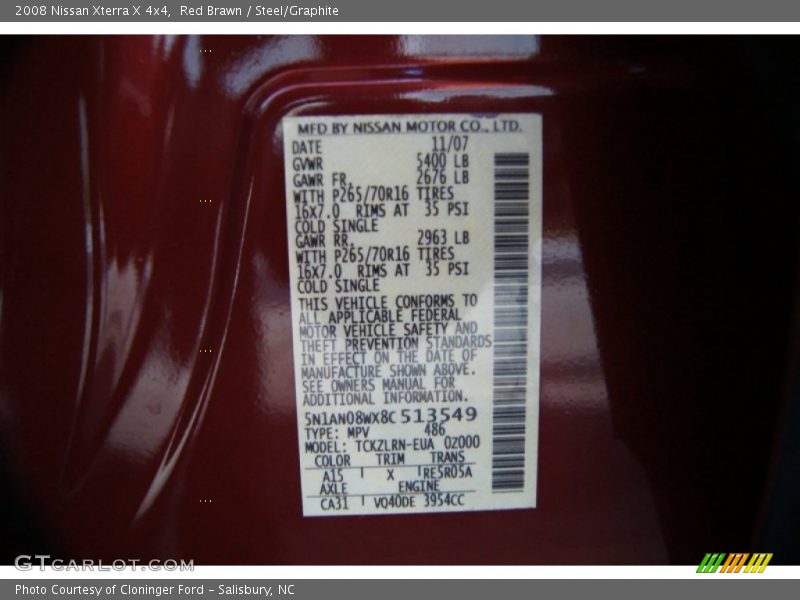 2008 Nissan Xterra X 4x4,  Red Brawn / Steel/Graphite
MFD BY NISSAN MOTOR CO., LTD.
DATE 11/07
GVWR 5400 LB
GAWR FR. 2676 LB
WITH P265/70R16 TIRES
16x7.0 RIMS AT 35 PSI
COLD SINGLE
GAWR RR. 2963 LB
WITH P265/70R16 TIRES
16x7.0 RIMS AT 35 PSI
COLD SINGLE
THIS VEHICLE CONFORMS TO
ALL APPLICABLE FEDERAL
MOTOR VEHICLE SAFETY AND
THEFT PREVENTION STANDARDS
IN EFFECT ON THE DATE OF
MANUFACTURE SHOWN ABOVE.
SEE OWNERS MANUAL FOR
ADDITIONAL INFORMATION.
5N1AN08WX8C513549
TYPE: MPV 486
MODEL: TCKZLRN-EUA 0Z000
COLOR TRIM TRANS
A15 X RE5R05A
AXLE ENGINE
CA31 VQ40DE 3954CC
GTCARLOT.COM
Photo Courtesy of Cloninger Ford - Salisbury, NC